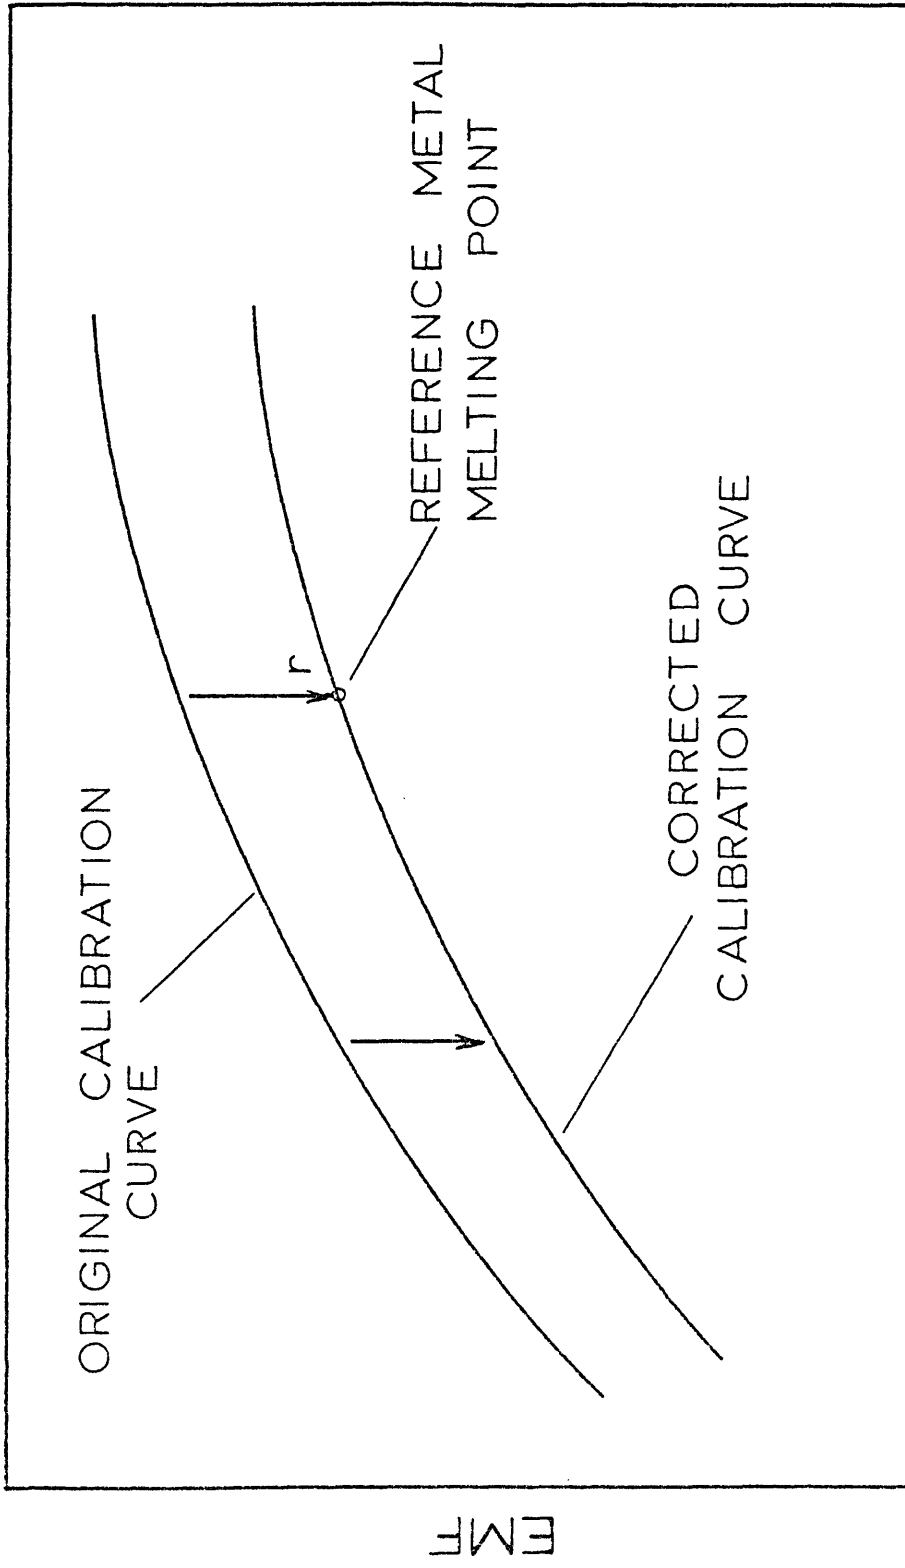 ORIGINAL CALIBRATION
CURVE
r
REFERENCE METAL
MELTING POINT
CORRECTED
CALIBRATION CURVE
EMF